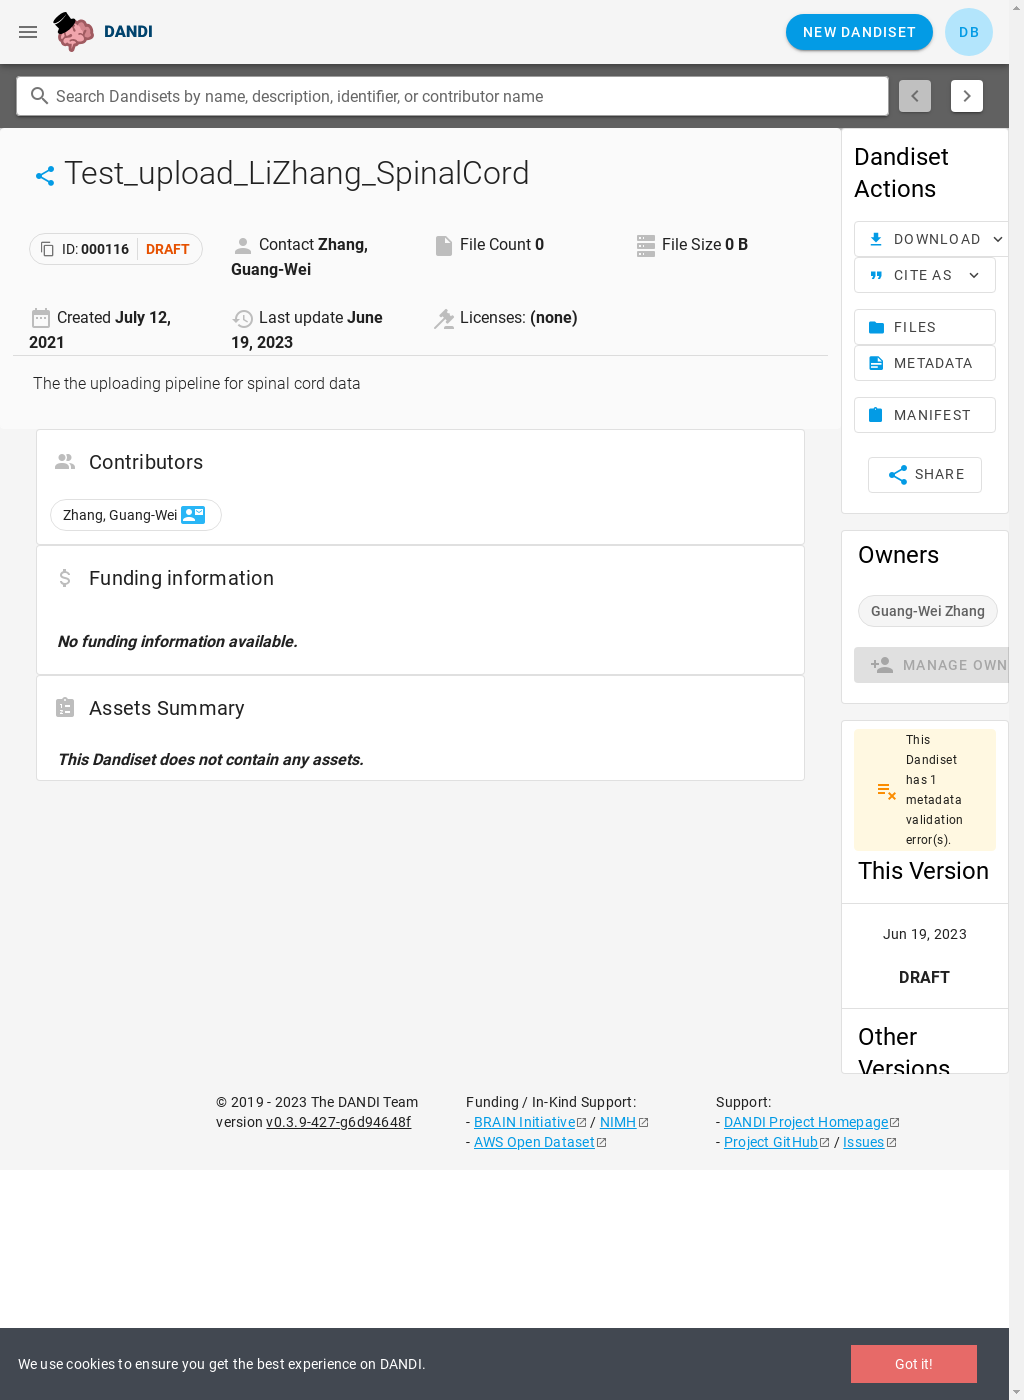 DANDI
NEW DANDISET
DB
Search Dandisets by name, description, identifier, or contributor name
Test_upload_LiZhang_SpinalCord
ID: 000116 DRAFT
Contact Zhang,
Guang-Wei
File Count 0
File Size 0 B
Created July 12,
2021
Last update June
19, 2023
Licenses: (none)
The the uploading pipeline for spinal cord data
Contributors
Zhang, Guang-Wei
Funding information
No funding information available.
Assets Summary
This Dandiset does not contain any assets.
Dandiset
Actions
DOWNLOAD
CITE AS
FILES
METADATA
MANIFEST
SHARE
Owners
Guang-Wei Zhang
MANAGE OWN
This
Dandiset
has 1
metadata
validation
error(s).
This Version
Jun 19, 2023
DRAFT
Other
Versions
© 2019 - 2023 The DANDI Team
version v0.3.9-427-g6d94648f
Funding / In-Kind Support:
- BRAIN Initiative / NIMH
- AWS Open Dataset
Support:
- DANDI Project Homepage
- Project GitHub / Issues
We use cookies to ensure you get the best experience on DANDI.
Got it!